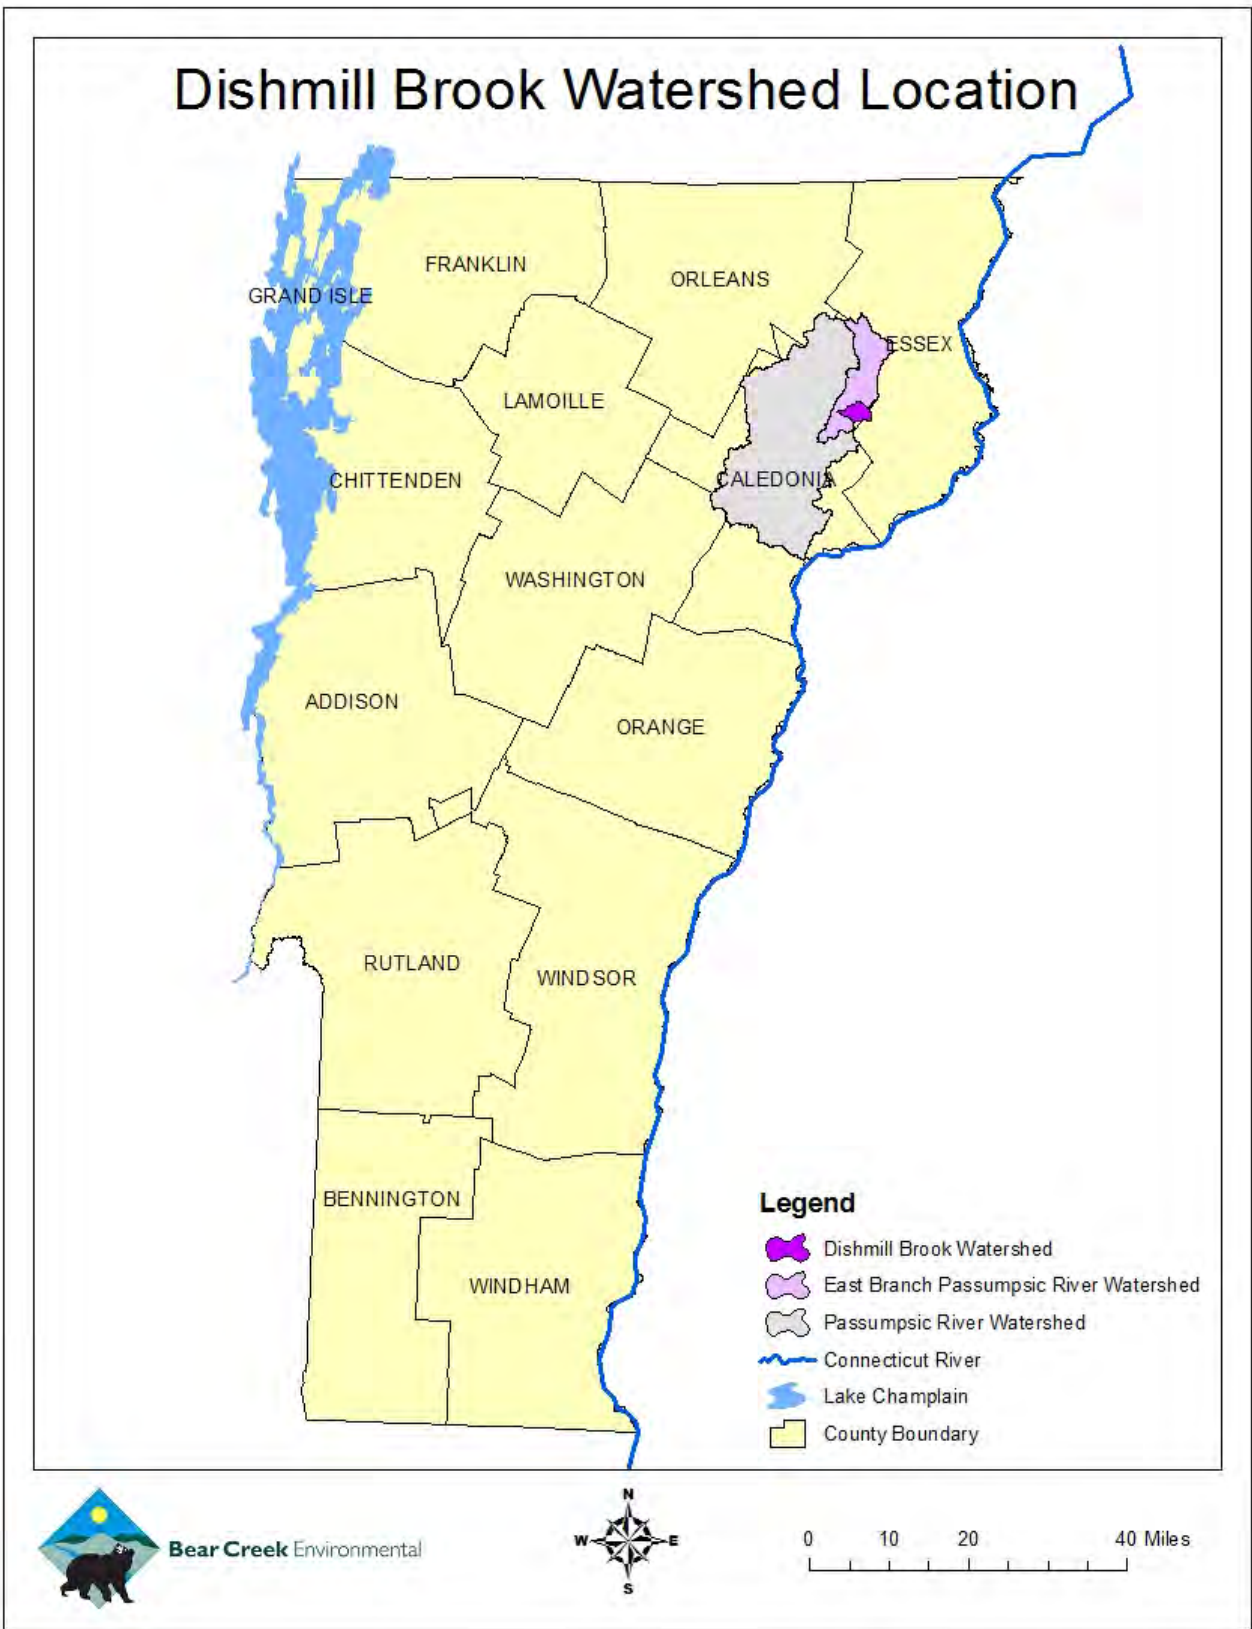 Dishmill Brook Watershed Location
FRANKLIN
ORLEANS
GRAND ISLE
ESSEX
LAMOILLE
CHITTENDEN
CALEDONIA
WASHINGTON
ADDISON
ORANGE
RUTLAND
WINDSOR
BENNINGTON
WINDHAM
Legend
Dishmill Brook Watershed
East Branch Passumpsic River Watershed
Passumpsic River Watershed
Connecticut River
Lake Champlain
County Boundary
Bear Creek Environmental
N
W E
S
0 10 20 40 Miles